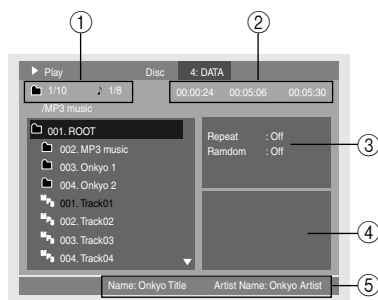 ① ②
Play Disc 4: DATA
1/10 ♪ 1/8 00:00:24 00:05:06 00:05:30
/MP3 music
001. ROOT
002. MP3 music
003. Onkyo 1
004. Onkyo 2
001. Track01
002. Track02
003. Track03
004. Track04
Repeat : Off
Ramdom : Off
③
④
Name: Onkyo Title Artist Name: Onkyo Artist
⑤